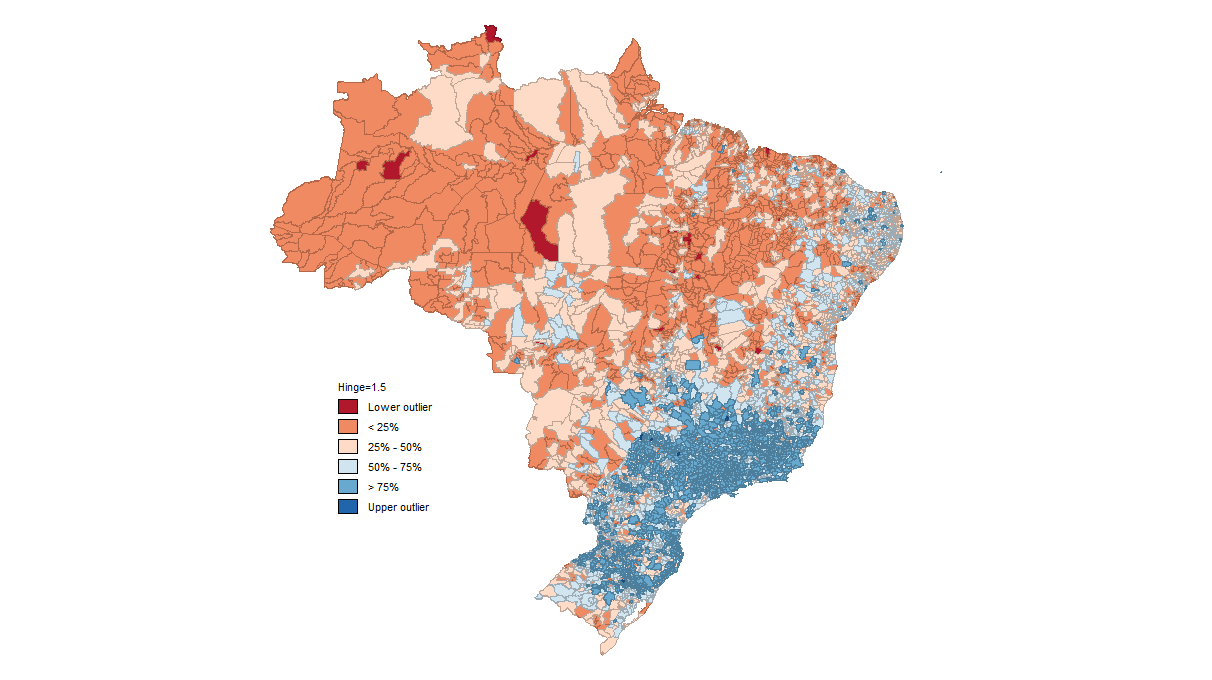 Hinge=1.5
Lower outlier
< 25%
25% - 50%
50% - 75%
> 75%
Upper outlier